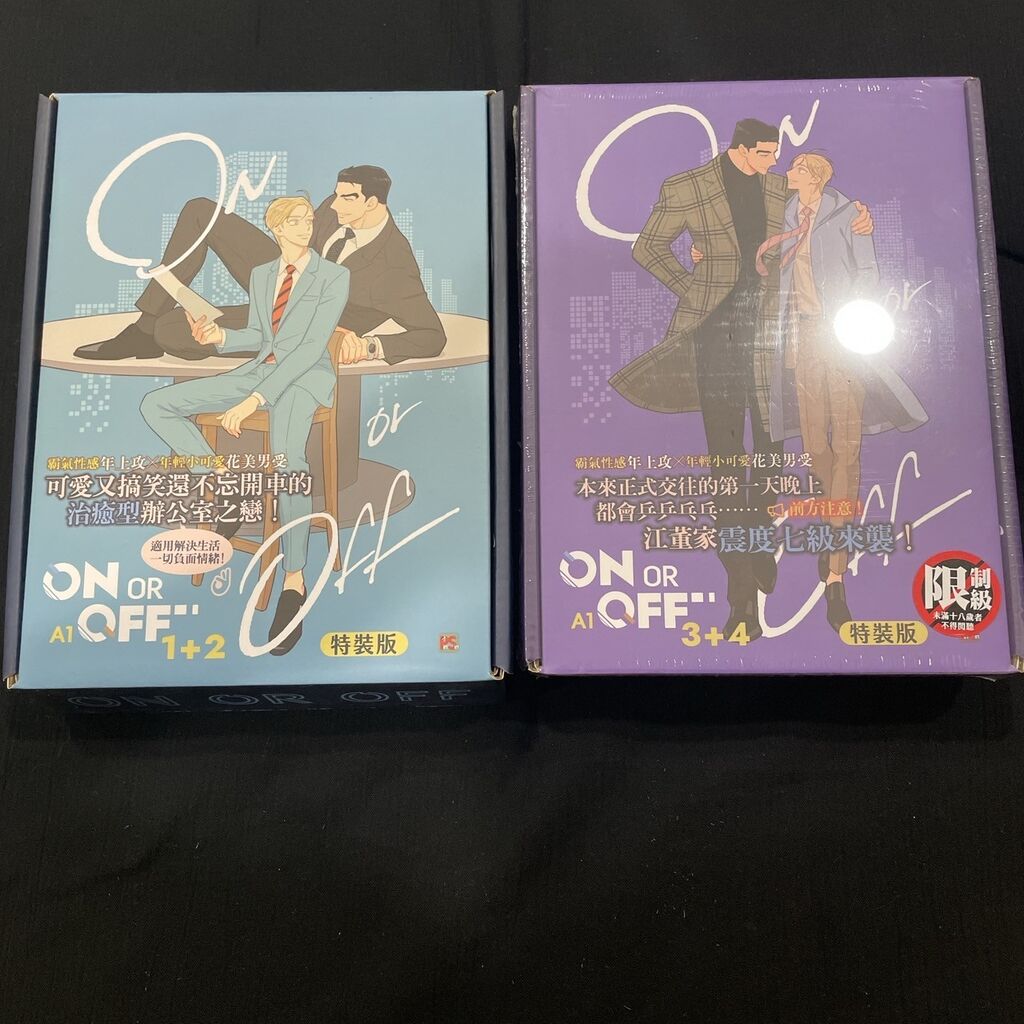 On
or
Off
霸氣性感年上攻×年輕小可愛花美男受
可愛又搞笑還不忘開車的
治癒型辦公室之戀！
適用解決生活
一切負面情緒！
ON OR
A1 OFF
1+2
特裝版
ON OR OFF
On
or
Off
霸氣性感年上攻×年輕小可愛花美男受
本來正式交往的第一天晚上
都會乒乒乓乓……
前方注意！
江董家震度七級來襲！
ON OR
A1 OFF
3+4
特裝版
限制級
未滿十八歲者
不得閱聽